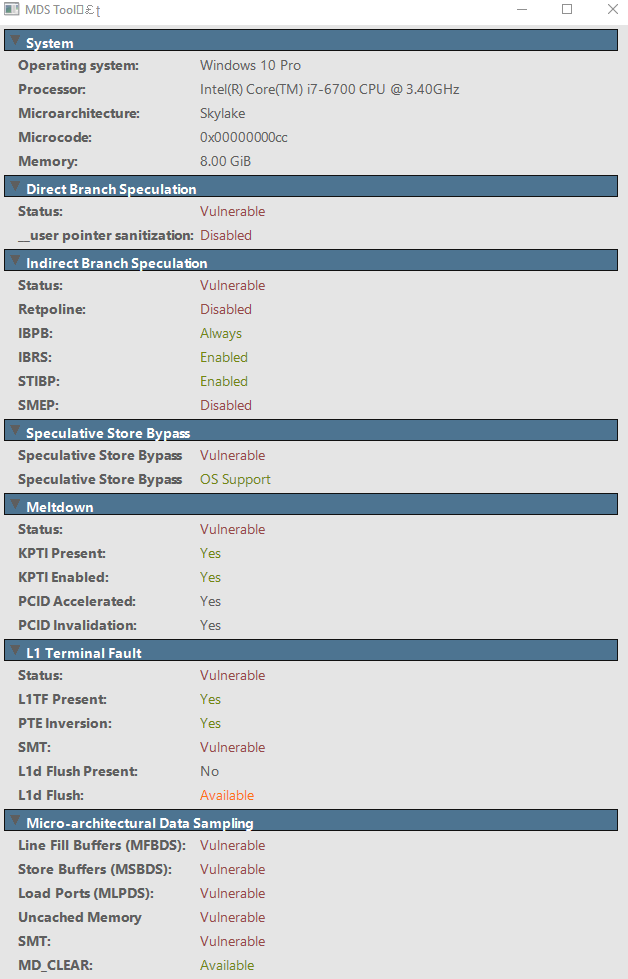 MDS Tool
System
Operating system: Windows 10 Pro
Processor: Intel(R) Core(TM) i7-6700 CPU @ 3.40GHz
Microarchitecture: Skylake
Microcode: 0x00000000cc
Memory: 8.00 GiB
Direct Branch Speculation
Status: Vulnerable
__user pointer sanitization: Disabled
Indirect Branch Speculation
Status: Vulnerable
Retpoline: Disabled
IBPB: Always
IBRS: Enabled
STIBP: Enabled
SMEP: Disabled
Speculative Store Bypass
Speculative Store Bypass Vulnerable
Speculative Store Bypass OS Support
Meltdown
Status: Vulnerable
KPTI Present: Yes
KPTI Enabled: Yes
PCID Accelerated: Yes
PCID Invalidation: Yes
L1 Terminal Fault
Status: Vulnerable
L1TF Present: Yes
PTE Inversion: Yes
SMT: Vulnerable
L1d Flush Present: No
L1d Flush: Available
Micro-architectural Data Sampling
Line Fill Buffers (MFBDS): Vulnerable
Store Buffers (MSBDS): Vulnerable
Load Ports (MLPDS): Vulnerable
Uncached Memory Vulnerable
SMT: Vulnerable
MD_CLEAR: Available